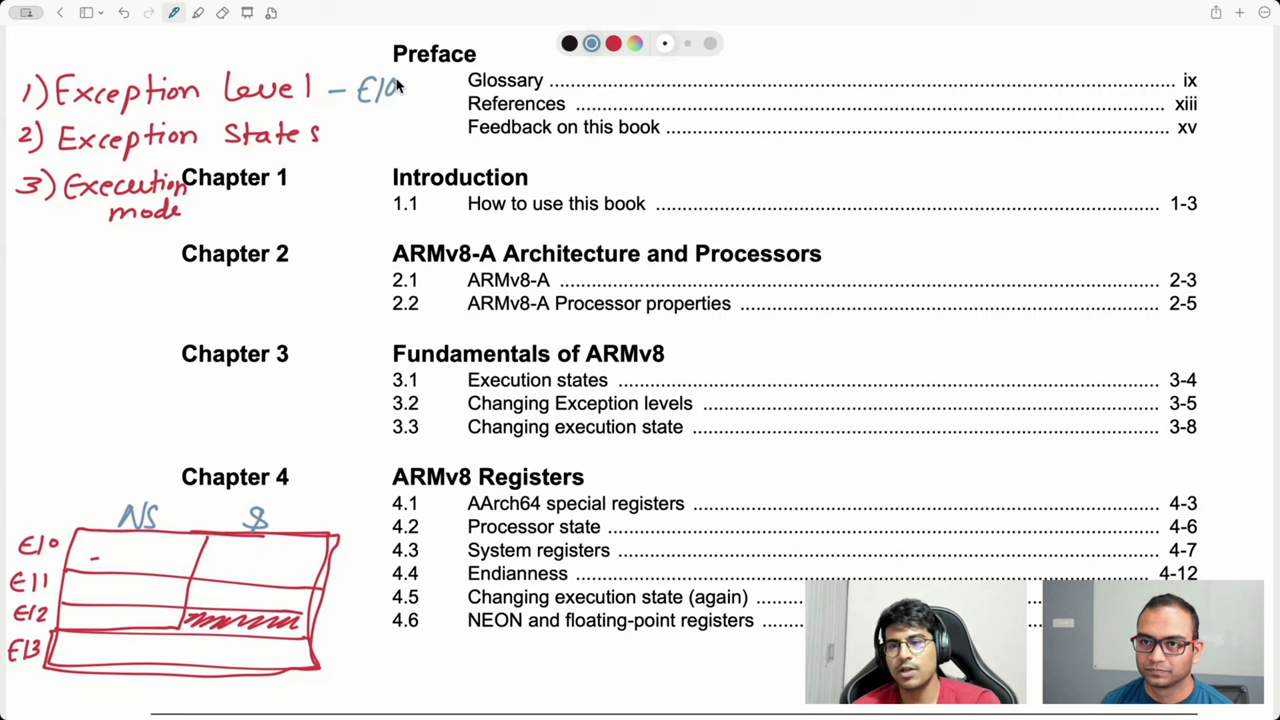 Preface
1) Exception Level – El0
Glossary ix
2) Exception States
References xiii
Feedback on this book xv
3) Execution mode
Chapter 1 Introduction
1.1 How to use this book 1-3
Chapter 2 ARMv8-A Architecture and Processors
2.1 ARMv8-A 2-3
2.2 ARMv8-A Processor properties 2-5
Chapter 3 Fundamentals of ARMv8
3.1 Execution states 3-4
3.2 Changing Exception levels 3-5
3.3 Changing execution state 3-8
Chapter 4 ARMv8 Registers
4.1 AArch64 special registers 4-3
4.2 Processor state 4-6
4.3 System registers 4-7
4.4 Endianness 4-12
4.5 Changing execution state (again)
4.6 NEON and floating-point registers
NS S
El0
El1
El2
El3